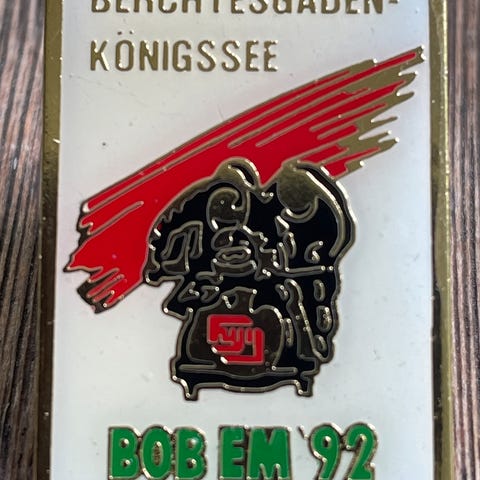 BERCHTESGADEN-
KÖNIGSSEE
BOB EM '92